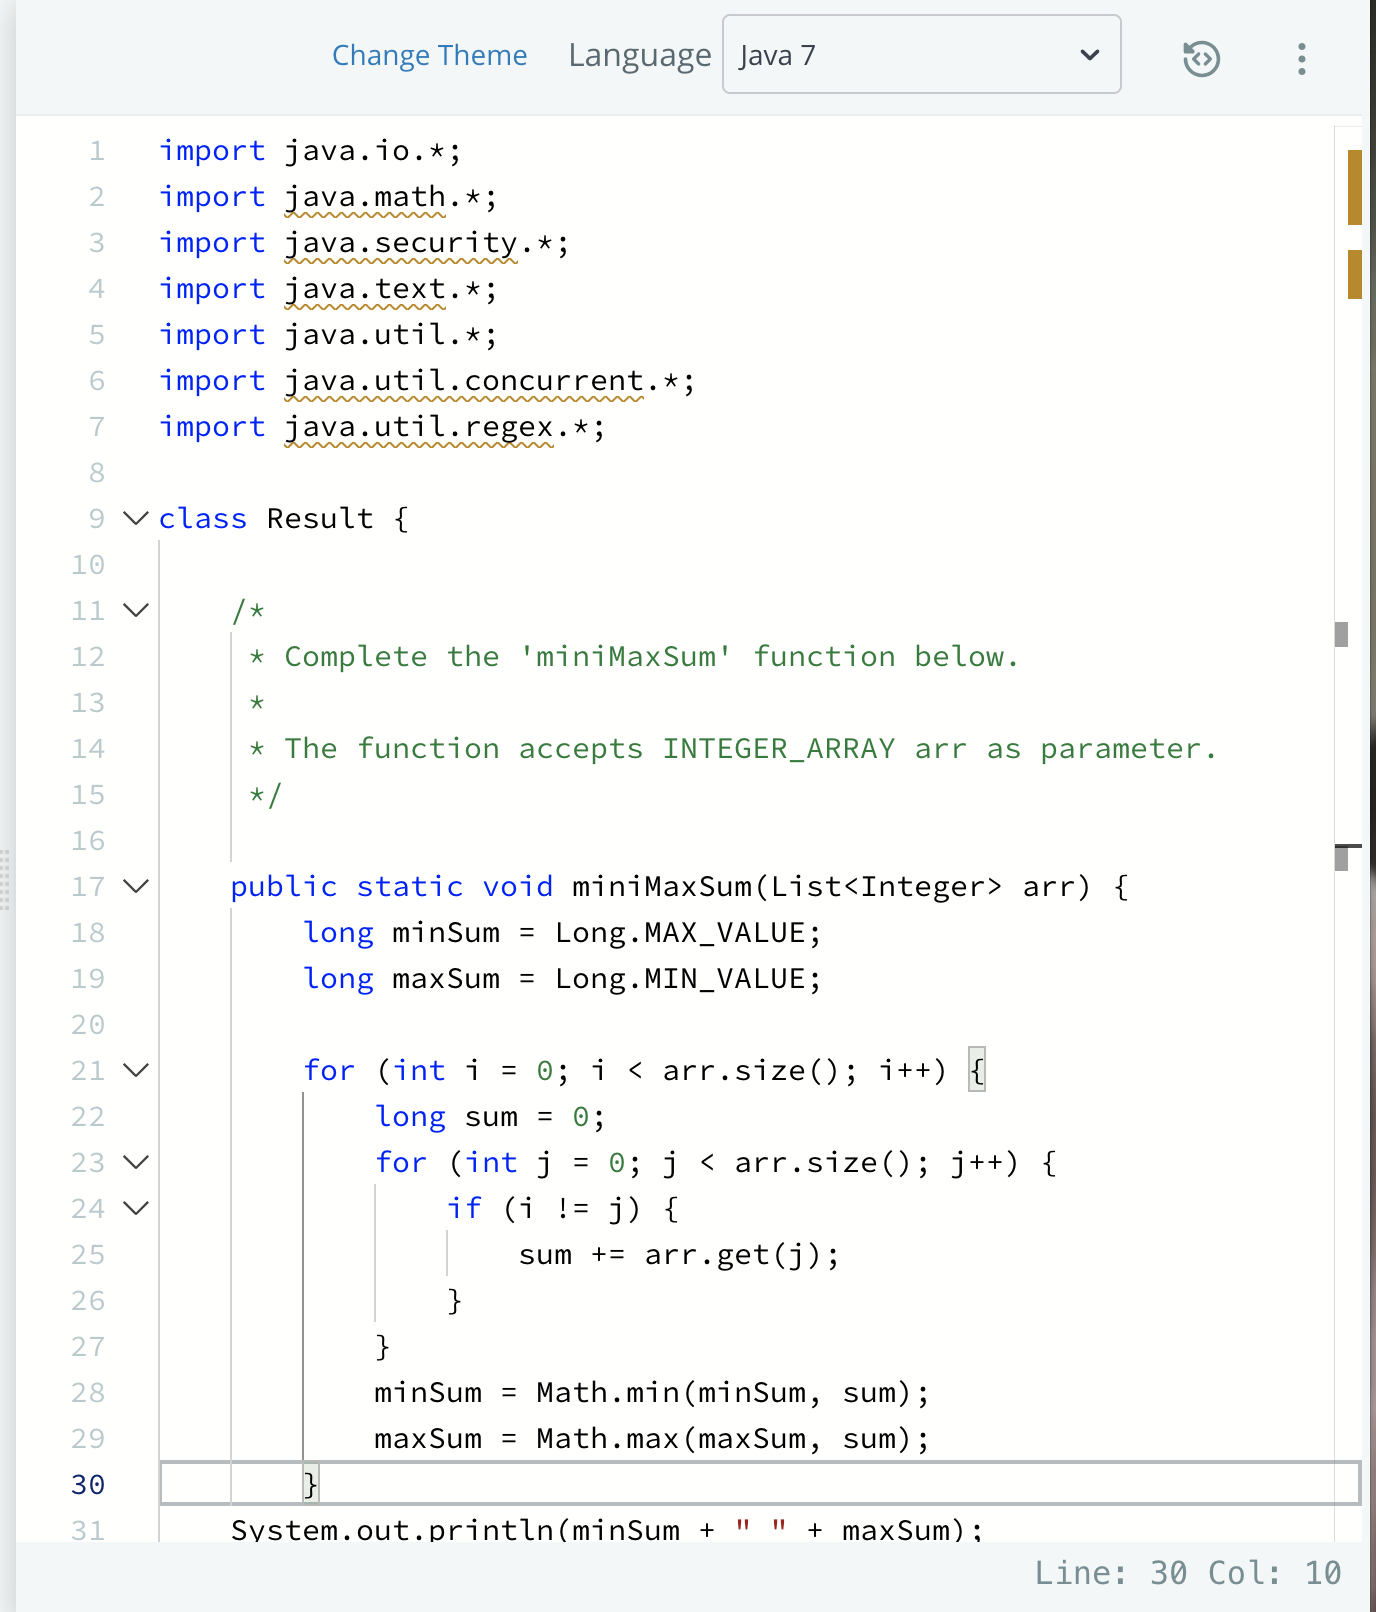 Change Theme Language Java 7
1 import java.io.*;
2 import java.math.*;
3 import java.security.*;
4 import java.text.*;
5 import java.util.*;
6 import java.util.concurrent.*;
7 import java.util.regex.*;
8
9 class Result {
10
11     /*
12      * Complete the 'miniMaxSum' function below.
13      *
14      * The function accepts INTEGER_ARRAY arr as parameter.
15      */
16
17     public static void miniMaxSum(List<Integer> arr) {
18         long minSum = Long.MAX_VALUE;
19         long maxSum = Long.MIN_VALUE;
20
21         for (int i = 0; i < arr.size(); i++) {
22             long sum = 0;
23             for (int j = 0; j < arr.size(); j++) {
24                 if (i != j) {
25                     sum += arr.get(j);
26                 }
27             }
28             minSum = Math.min(minSum, sum);
29             maxSum = Math.max(maxSum, sum);
30         }
31     System.out.println(minSum + " " + maxSum);
Line: 30 Col: 10